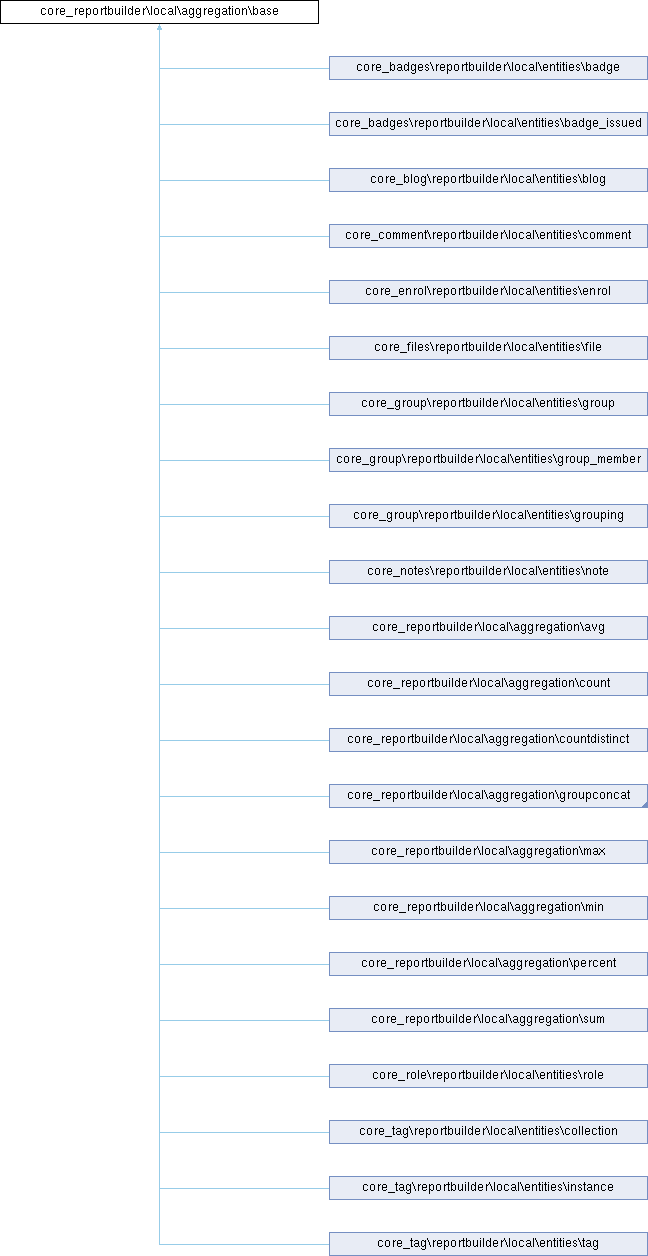 core_reportbuilder\local\aggregation\base
core_badges\reportbuilder\local\entities\badge
core_badges\reportbuilder\local\entities\badge_issued
core_blog\reportbuilder\local\entities\blog
core_comment\reportbuilder\local\entities\comment
core_enrol\reportbuilder\local\entities\enrol
core_files\reportbuilder\local\entities\file
core_group\reportbuilder\local\entities\group
core_group\reportbuilder\local\entities\group_member
core_group\reportbuilder\local\entities\grouping
core_notes\reportbuilder\local\entities\note
core_reportbuilder\local\aggregation\avg
core_reportbuilder\local\aggregation\count
core_reportbuilder\local\aggregation\countdistinct
core_reportbuilder\local\aggregation\groupconcat
core_reportbuilder\local\aggregation\max
core_reportbuilder\local\aggregation\min
core_reportbuilder\local\aggregation\percent
core_reportbuilder\local\aggregation\sum
core_role\reportbuilder\local\entities\role
core_tag\reportbuilder\local\entities\collection
core_tag\reportbuilder\local\entities\instance
core_tag\reportbuilder\local\entities\tag